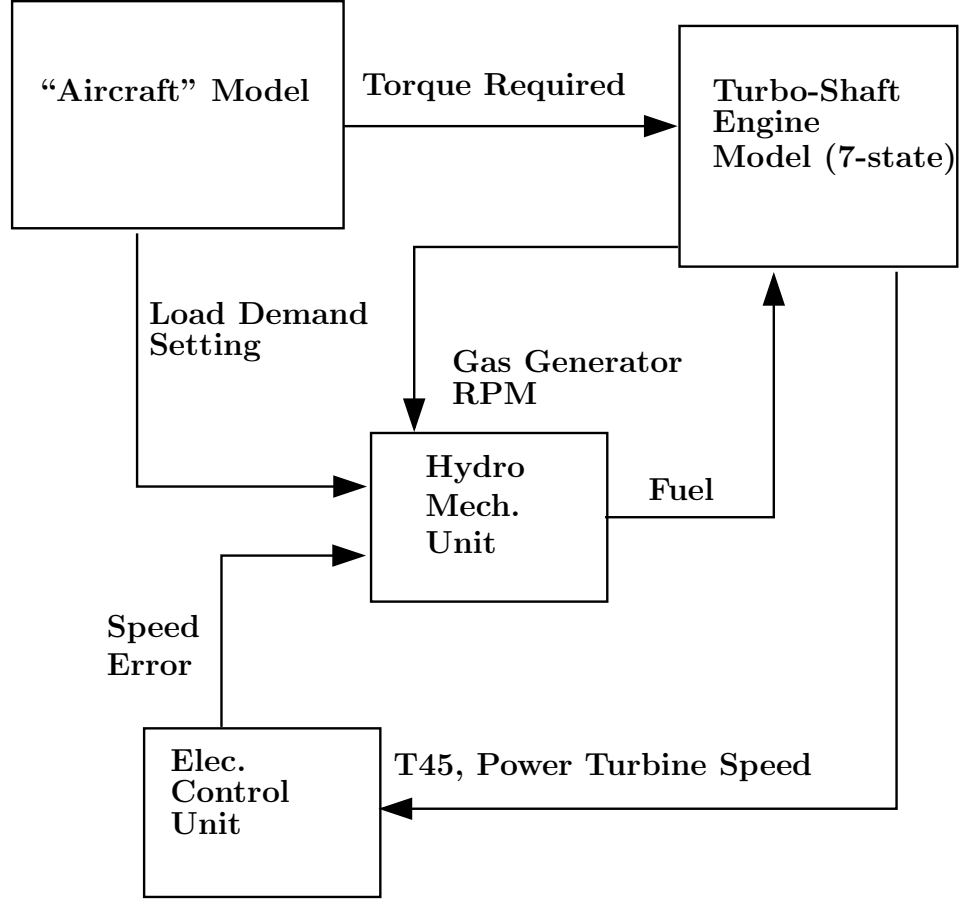 “Aircraft” Model
Torque Required
Turbo-Shaft
Engine
Model (7-state)
Load Demand
Setting
Gas Generator
RPM
Hydro
Mech.
Unit
Fuel
Speed
Error
Elec.
Control
Unit
T45, Power Turbine Speed